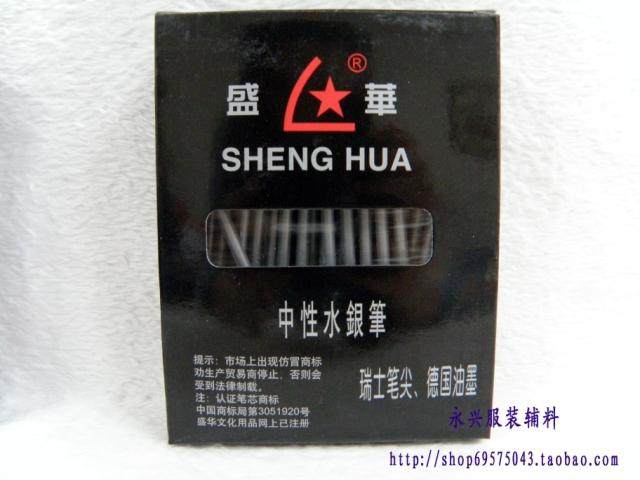 盛 ® 華
SHENG HUA
中性水銀筆
提示：市场上出现仿冒商标
劝生产贸易商停止、否则会
受到法律制裁。
注：认证笔芯商标
中国商标局第3051920号
盛华文化用品网上已注册
瑞士笔尖、德国油墨
永兴服装辅料
http://shop69575043.taobao.com